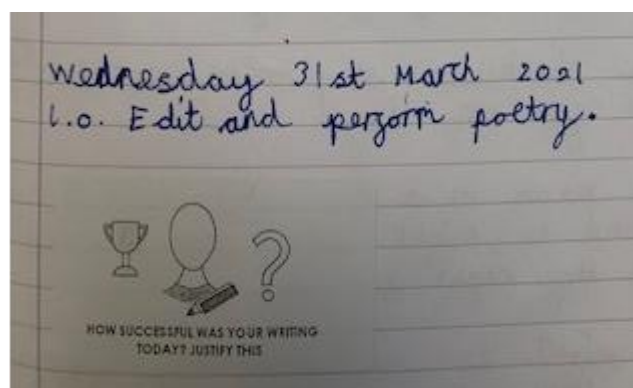 Wednesday 31st March 2021
L.O. Edit and perform poetry.
HOW SUCCESSFUL WAS YOUR WRITING
TODAY? JUSTIFY THIS